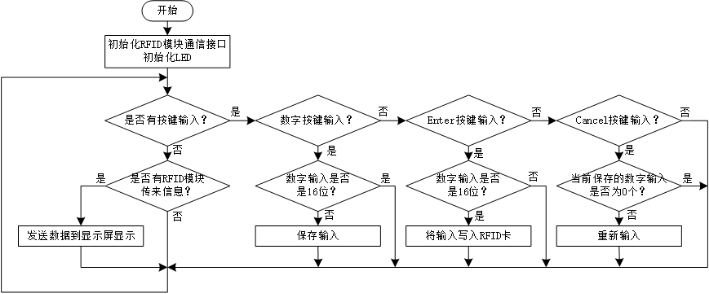 开始
初始化RFID模块通信接口
初始化LED
是否有按键输入?
是
数字按键输入?
否
Enter按键输入?
否
Cancel按键输入?
否
否
是
是
是
是
是否有RFID模块
传来信息?
数字输入是否
是16位?
是
数字输入是否
是16位?
否
当前保存的数字输入
是否为0个?
是
否
否
是
否
发送数据到显示屏显示
保存输入
将输入写入RFID卡
重新输入